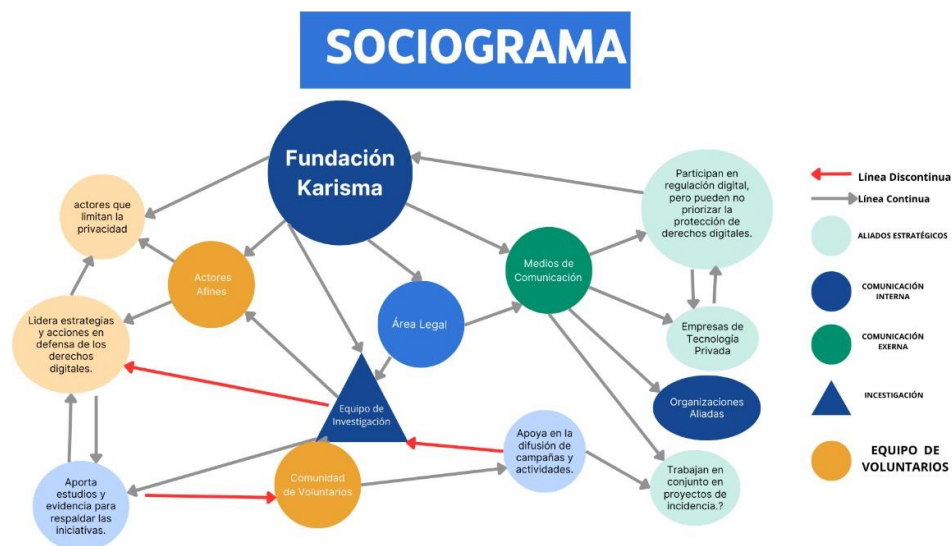 SOCIOGRAMA
Fundación
Karisma
actores que
limitan la
privacidad
Actores
Afines
Área Legal
Medios de
Comunicación
Participan en
regulación digital,
pero pueden no
priorizar la
protección de
derechos digitales.
Lidera estrategias
y acciones en
defensa de los
derechos
digitales.
Equipo de
Investigación
Empresas de
Tecnología
Privada
Organizaciones
Aliadas
Aporta
estudios y
evidencia para
respaldar las
iniciativas.
Comunidad
de Voluntarios
Apoya en la
difusión de
campañas y
actividades.
Trabajan en
conjunto en
proyectos de
incidencia.?
Línea Discontinua
Línea Continua
ALIADOS ESTRATÉGICOS
COMUNICACIÓN
INTERNA
COMUNICACIÓN
EXERNA
INCESTIGACIÓN
EQUIPO DE
VOLUNTARIOS